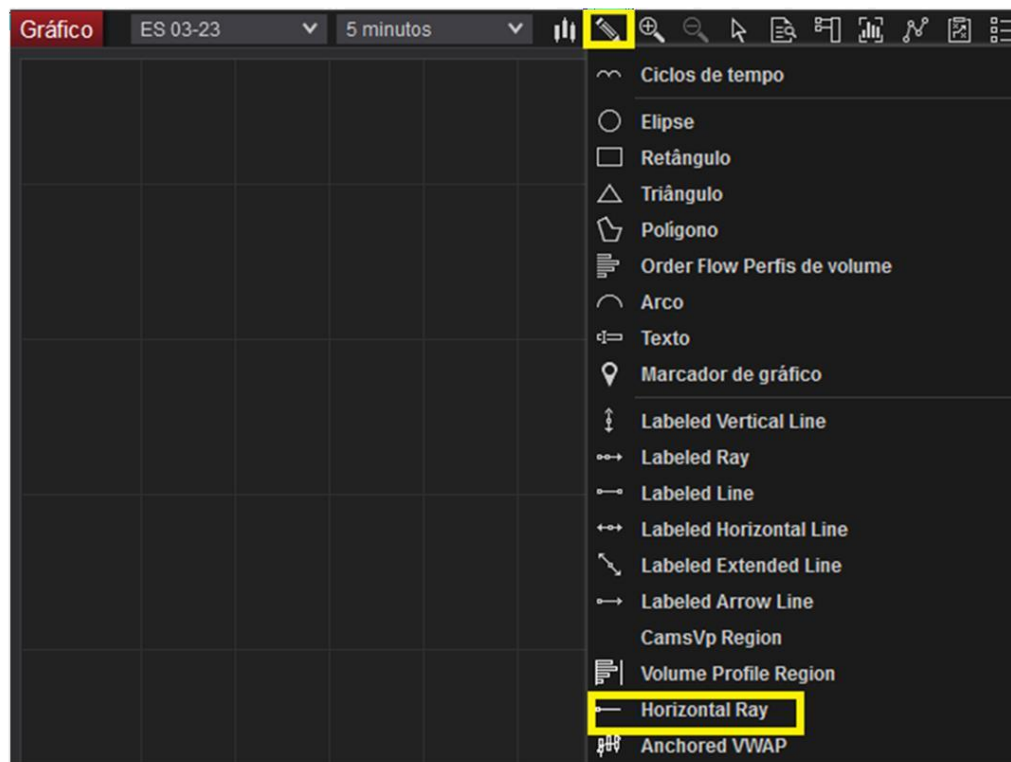 Gráfico ES 03-23 5 minutos
Ciclos de tempo
Elipse
Retângulo
Triângulo
Polígono
Order Flow Perfis de volume
Arco
Texto
Marcador de gráfico
Labeled Vertical Line
Labeled Ray
Labeled Line
Labeled Horizontal Line
Labeled Extended Line
Labeled Arrow Line
CamsVp Region
Volume Profile Region
Horizontal Ray
Anchored VWAP